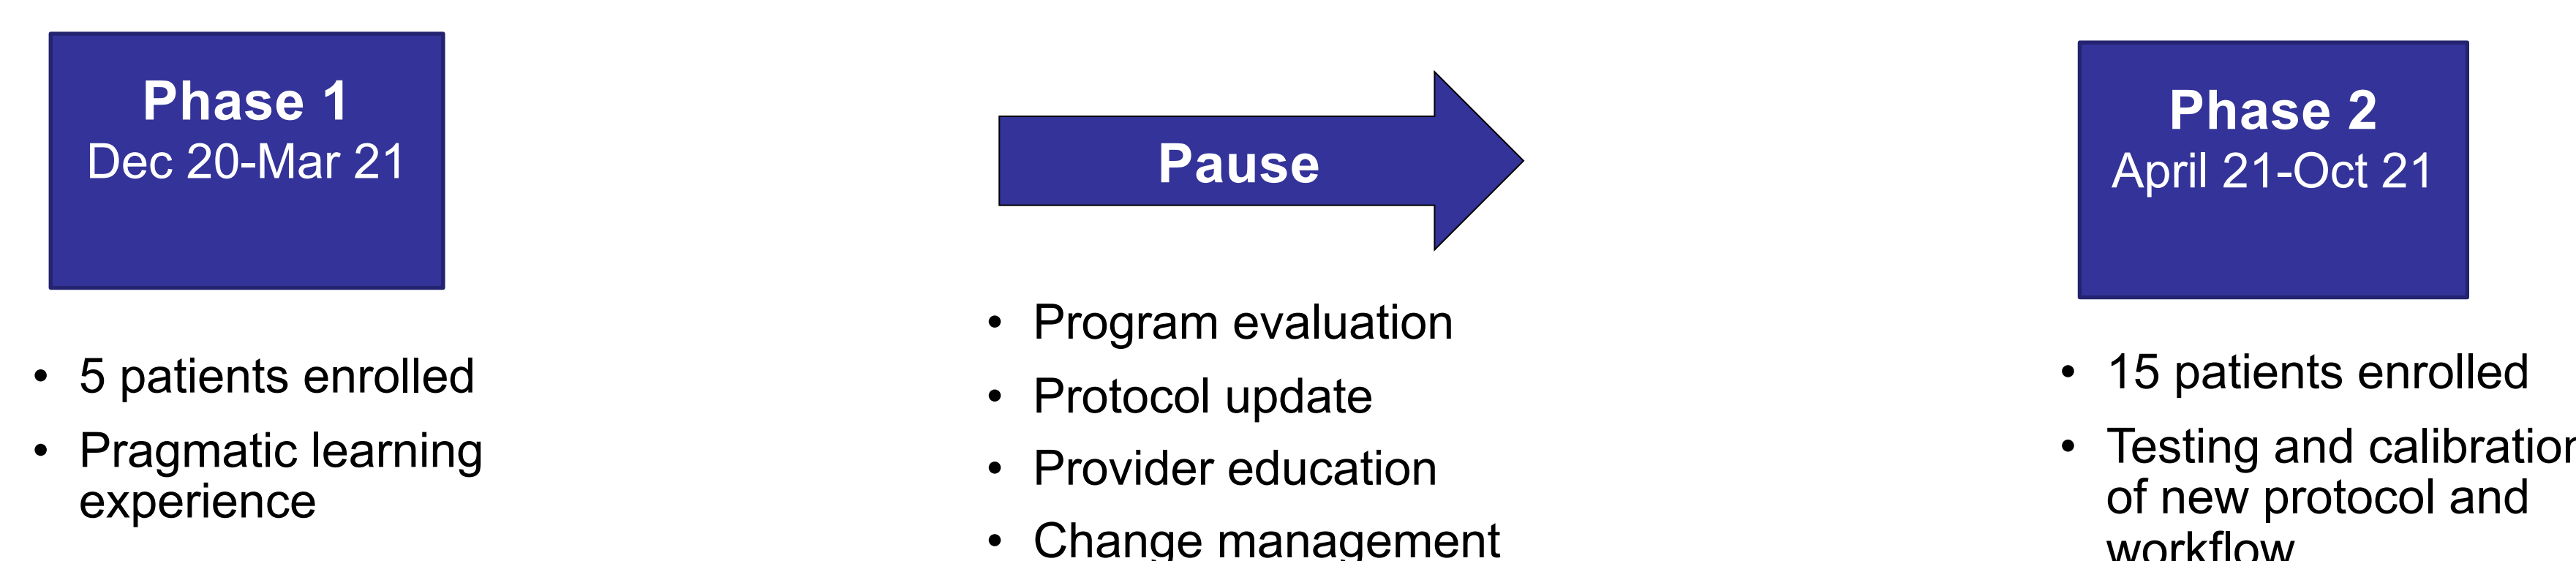 Phase 1
Dec 20-Mar 21
• 5 patients enrolled
• Pragmatic learning
experience
Pause
• Program evaluation
• Protocol update
• Provider education
• Change management
Phase 2
April 21-Oct 21
• 15 patients enrolled
• Testing and calibration
of new protocol and
workflow